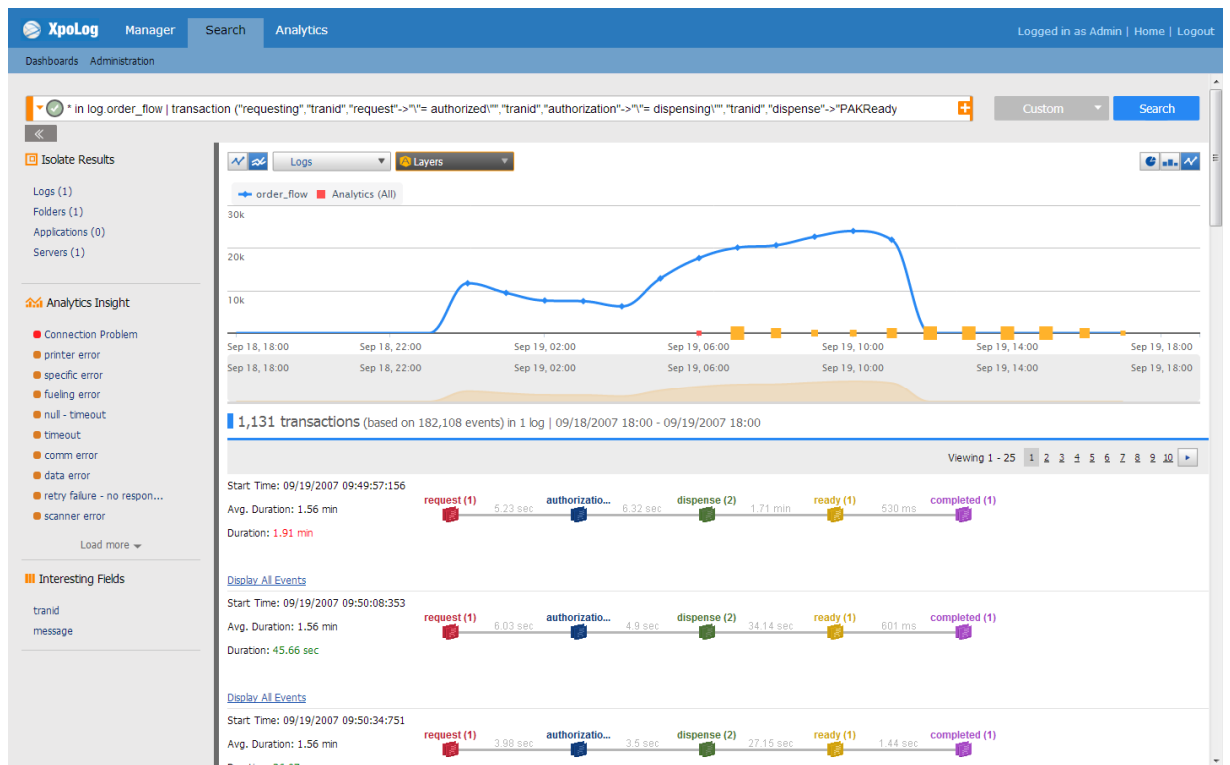 XpoLog Manager Search Analytics Logged in as Admin | Home | Logout
Dashboards Administration
* in log.order_flow | transaction ("requesting","tranid","request"->"\"= authorized\"","tranid","authorization"->"\"= dispensing\"","tranid","dispense"->"PAKReady
Custom Search
Isolate Results
Logs (1)
Folders (1)
Applications (0)
Servers (1)
Analytics Insight
Connection Problem
printer error
specific error
fueling error
null - timeout
timeout
comm error
data error
retry failure - no respon...
scanner error
Load more
Interesting Fields
tranid
message
Logs Layers
order_flow Analytics (All)
30k
20k
10k
Sep 18, 18:00 Sep 18, 22:00 Sep 19, 02:00 Sep 19, 06:00 Sep 19, 10:00 Sep 19, 14:00 Sep 19, 18:00
Sep 18, 18:00 Sep 18, 22:00 Sep 19, 02:00 Sep 19, 06:00 Sep 19, 10:00 Sep 19, 14:00 Sep 19, 18:00
1,131 transactions (based on 182,108 events) in 1 log | 09/18/2007 18:00 - 09/19/2007 18:00
Viewing 1 - 25 1 2 3 4 5 6 7 8 9 10
Start Time: 09/19/2007 09:49:57:156
request (1) authorizatio... dispense (2) ready (1) completed (1)
Avg. Duration: 1.56 min 5.23 sec 6.32 sec 1.71 min 530 ms
Duration: 1.91 min
Display All Events
Start Time: 09/19/2007 09:50:08:353
request (1) authorizatio... dispense (2) ready (1) completed (1)
Avg. Duration: 1.56 min 6.03 sec 4.9 sec 34.14 sec 601 ms
Duration: 45.66 sec
Display All Events
Start Time: 09/19/2007 09:50:34:751
request (1) authorizatio... dispense (2) ready (1) completed (1)
Avg. Duration: 1.56 min 3.98 sec 3.5 sec 27.15 sec 1.44 sec